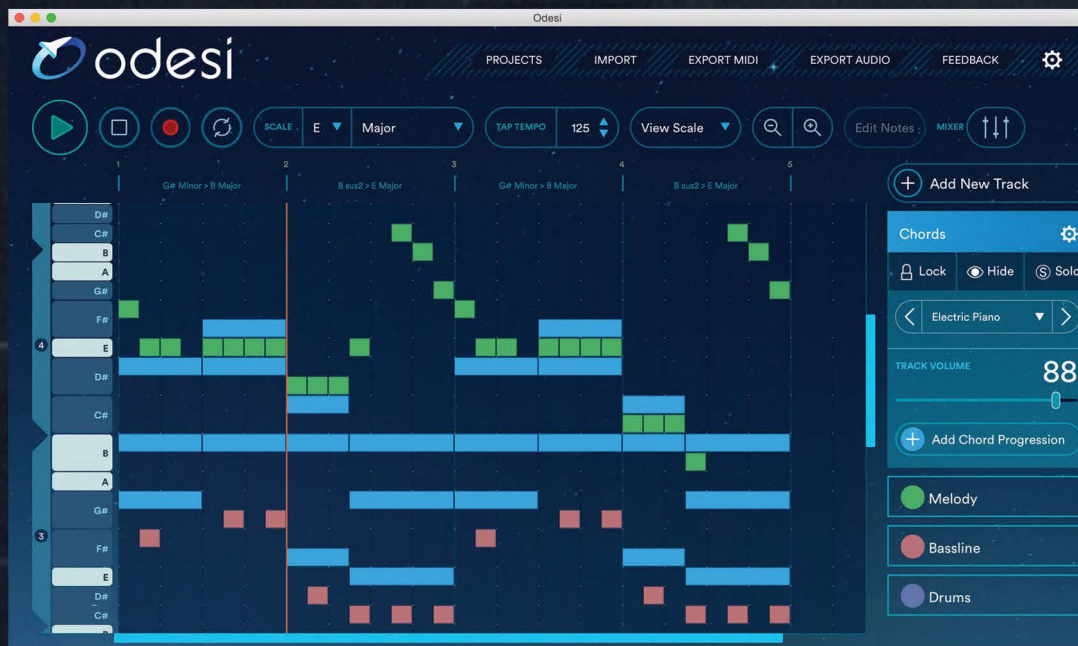 Odesi
odesi
PROJECTS IMPORT EXPORT MIDI EXPORT AUDIO FEEDBACK
SCALE E Major TAP TEMPO 125 View Scale Edit Notes MIXER
1 2 3 4 5
G# Minor > B Major B sus2 > E Major G# Minor > B Major B sus2 > E Major
Add New Track
D#
C#
B
A
G#
F#
4 E
D#
C#
B
A
G#
3
F#
E
D#
C#
Chords
Lock Hide S Solo
Electric Piano
TRACK VOLUME 88
Add Chord Progression
Melody
Bassline
Drums